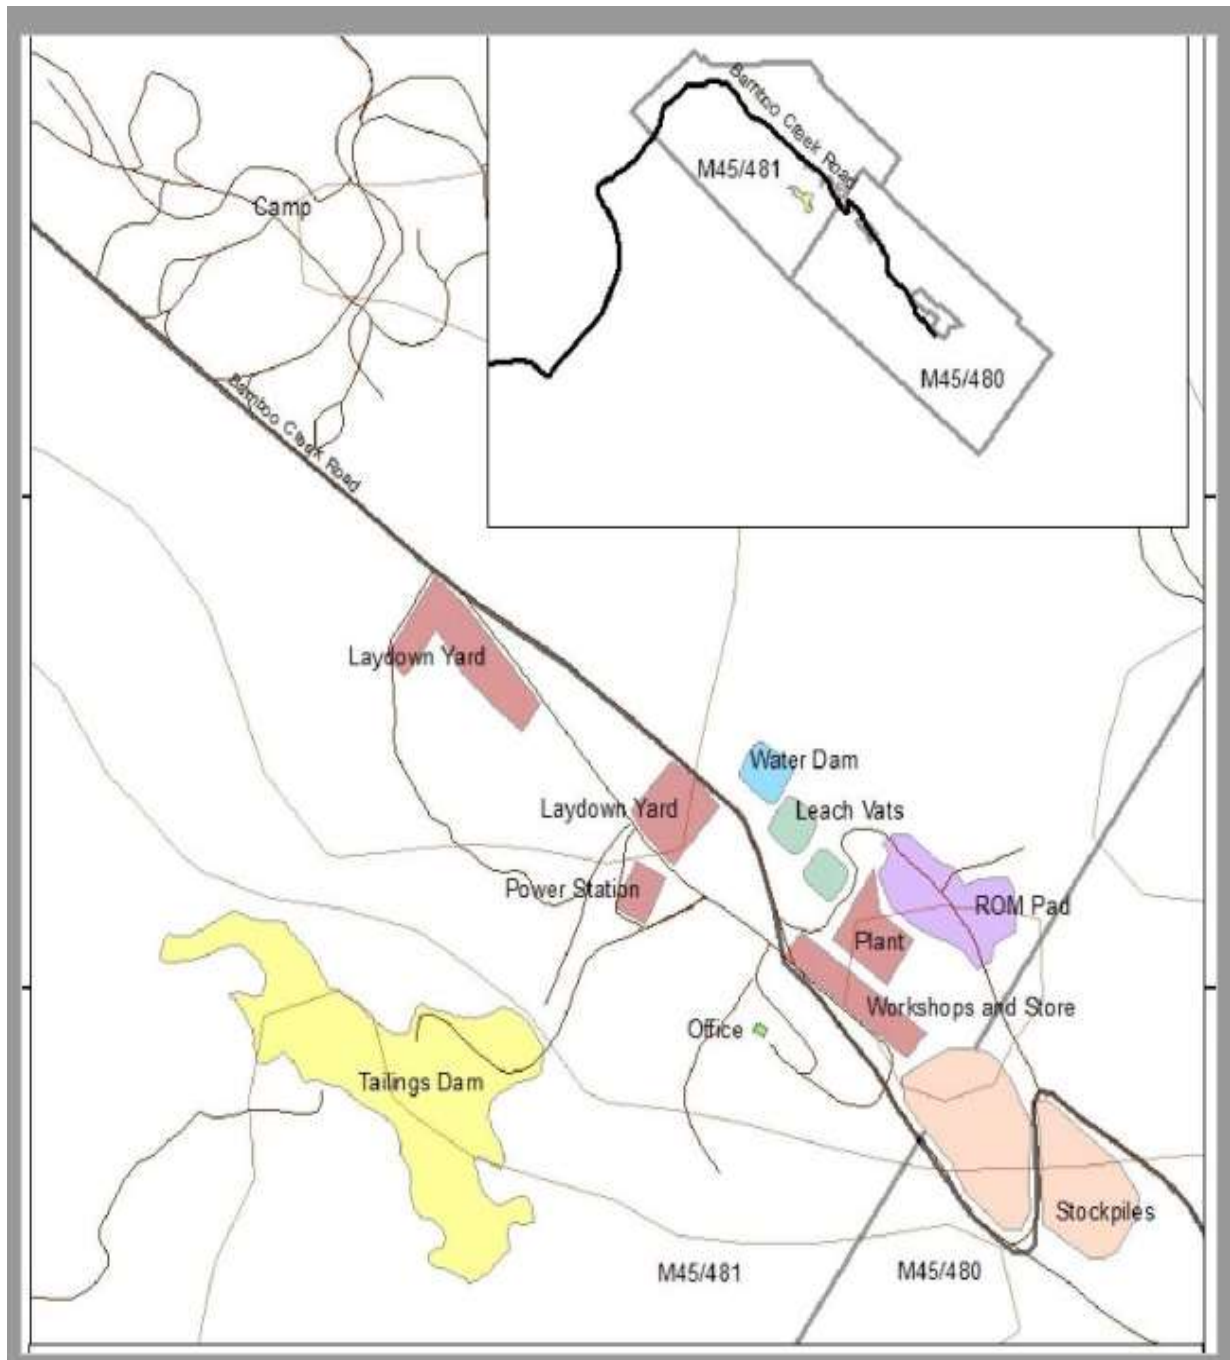 Bamboo Creek Road
M45/481
M45/480
Camp
Bamboo Creek Road
Laydown Yard
Water Dam
Laydown Yard
Leach Vats
Power Station
ROM Pad
Plant
Workshops and Store
Office
Tailings Dam
Stockpiles
M45/481
M45/480